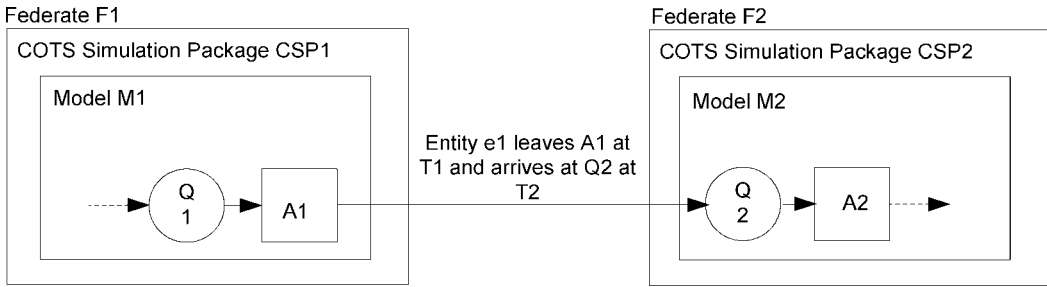 Federate F1
COTS Simulation Package CSP1
Model M1
Q
1
A1
Entity e1 leaves A1 at
T1 and arrives at Q2 at
T2
Federate F2
COTS Simulation Package CSP2
Model M2
Q
2
A2